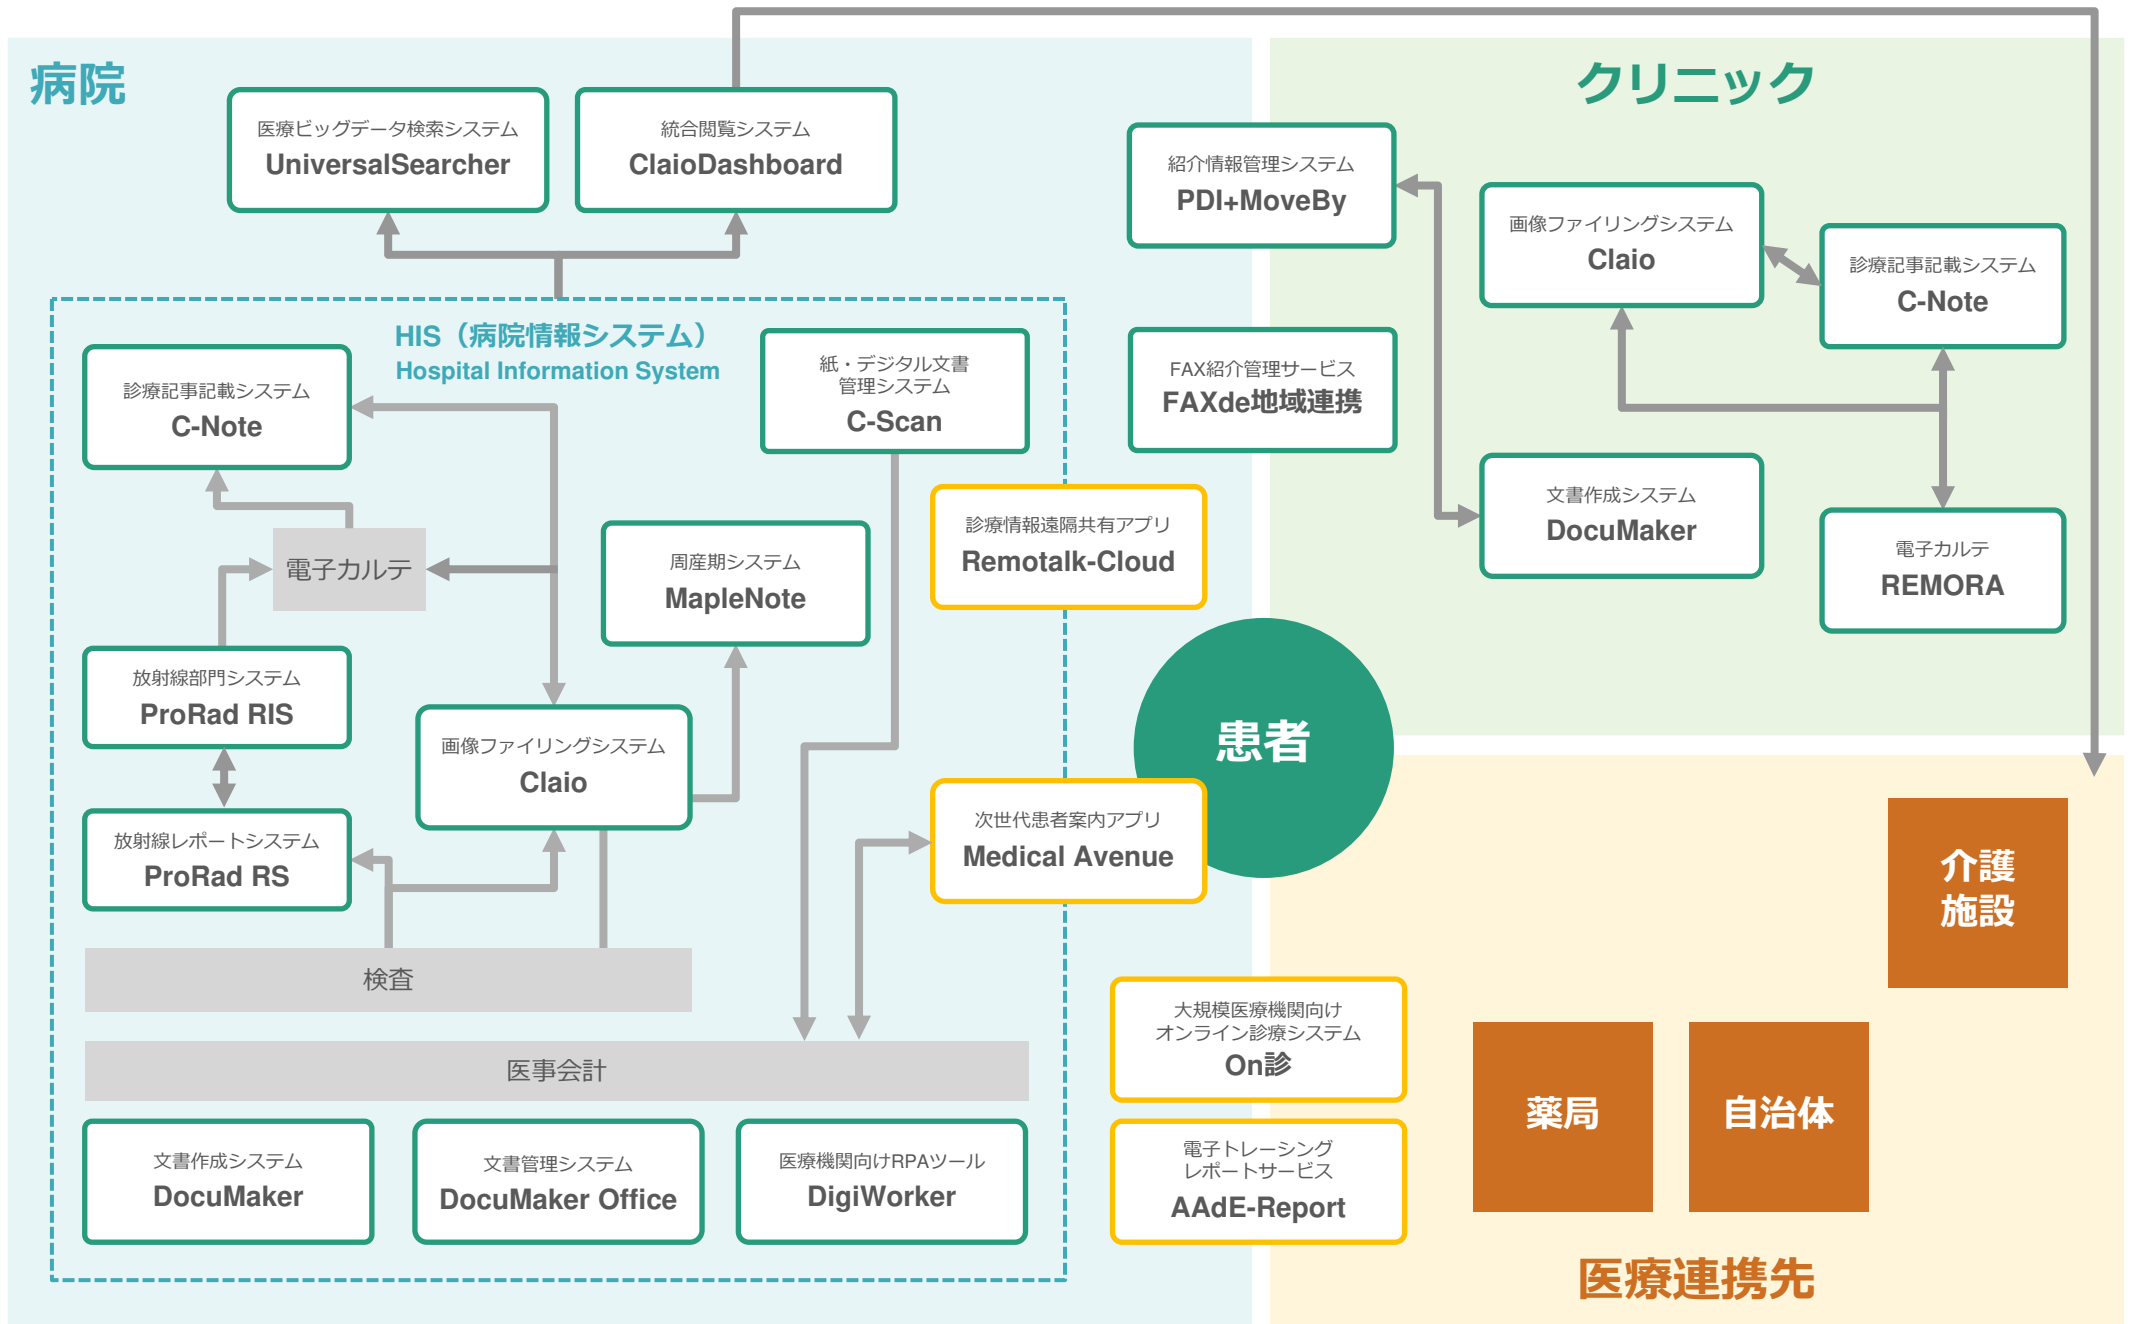 病院
医療ビッグデータ検索システム
UniversalSearcher
統合閲覧システム
ClaioDashboard
HIS（病院情報システム）
Hospital Information System
診療記事記載システム
C-Note
紙・デジタル文書
管理システム
C-Scan
電子カルテ
周産期システム
MapleNote
放射線部門システム
ProRad RIS
画像ファイリングシステム
Claio
放射線レポートシステム
ProRad RS
検査
医事会計
文書作成システム
DocuMaker
文書管理システム
DocuMaker Office
医療機関向けRPAツール
DigiWorker
紹介情報管理システム
PDI+MoveBy
FAX紹介管理サービス
FAXde地域連携
診療情報遠隔共有アプリ
Remotalk-Cloud
患者
次世代患者案内アプリ
Medical Avenue
大規模医療機関向け
オンライン診療システム
On診
電子トレーシング
レポートサービス
AAdE-Report
クリニック
画像ファイリングシステム
Claio
診療記事記載システム
C-Note
文書作成システム
DocuMaker
電子カルテ
REMORA
介護
施設
薬局
自治体
医療連携先